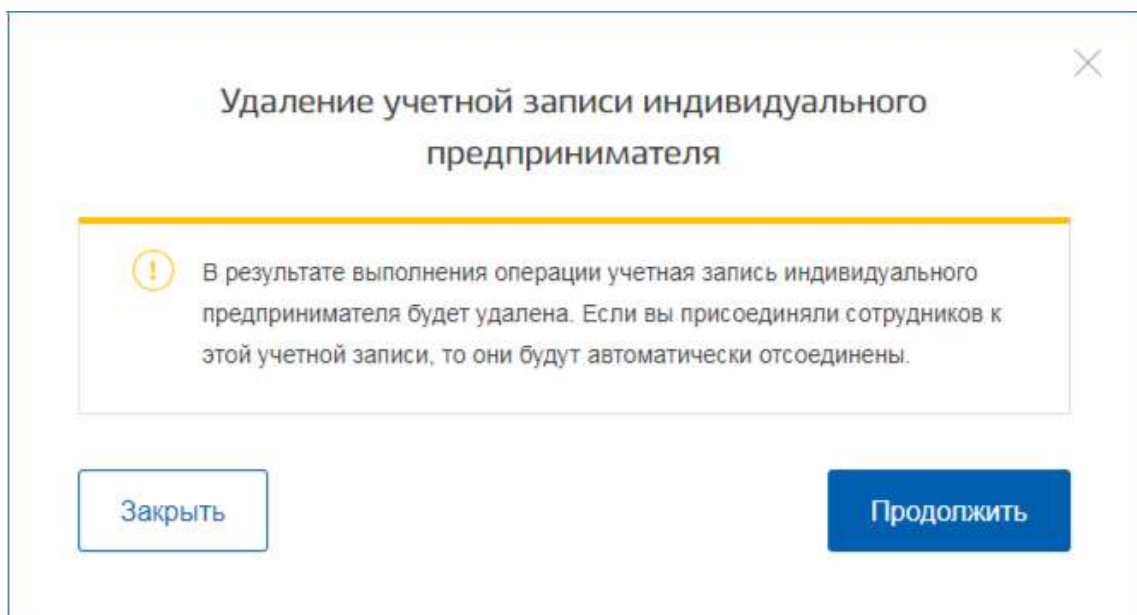 Удаление учетной записи индивидуального
предпринимателя
! В результате выполнения операции учетная запись индивидуального
предпринимателя будет удалена. Если вы присоединяли сотрудников к
этой учетной записи, то они будут автоматически отсоединены.
Закрыть
Продолжить